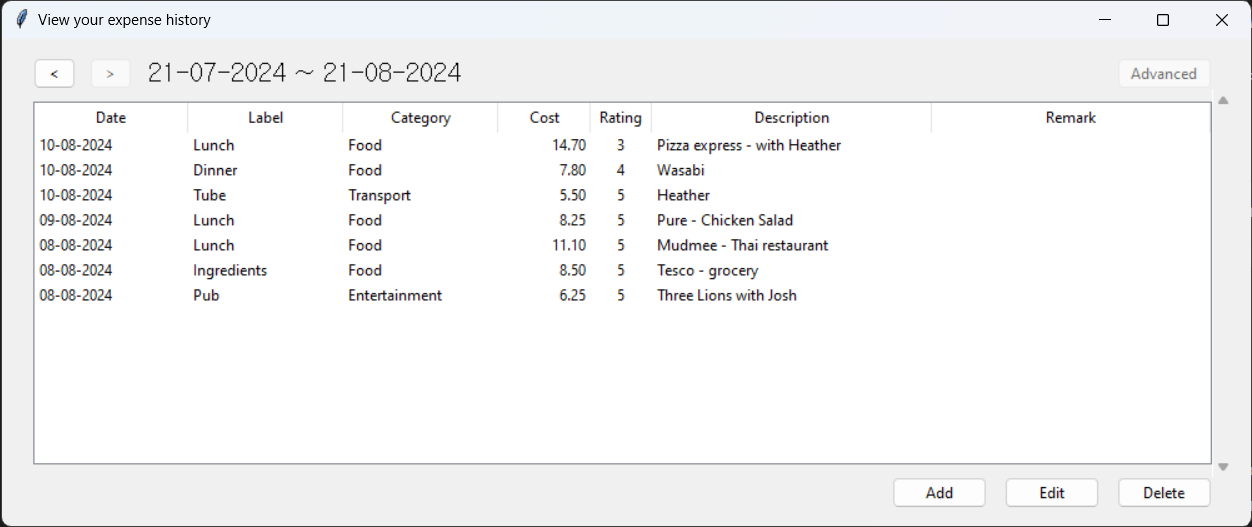 View your expense history
< > 21-07-2024 ~ 21-08-2024 Advanced
Date Label Category Cost Rating Description Remark
10-08-2024 Lunch Food 14.70 3 Pizza express - with Heather
10-08-2024 Dinner Food 7.80 4 Wasabi
10-08-2024 Tube Transport 5.50 5 Heather
09-08-2024 Lunch Food 8.25 5 Pure - Chicken Salad
08-08-2024 Lunch Food 11.10 5 Mudmee - Thai restaurant
08-08-2024 Ingredients Food 8.50 5 Tesco - grocery
08-08-2024 Pub Entertainment 6.25 5 Three Lions with Josh
Add Edit Delete